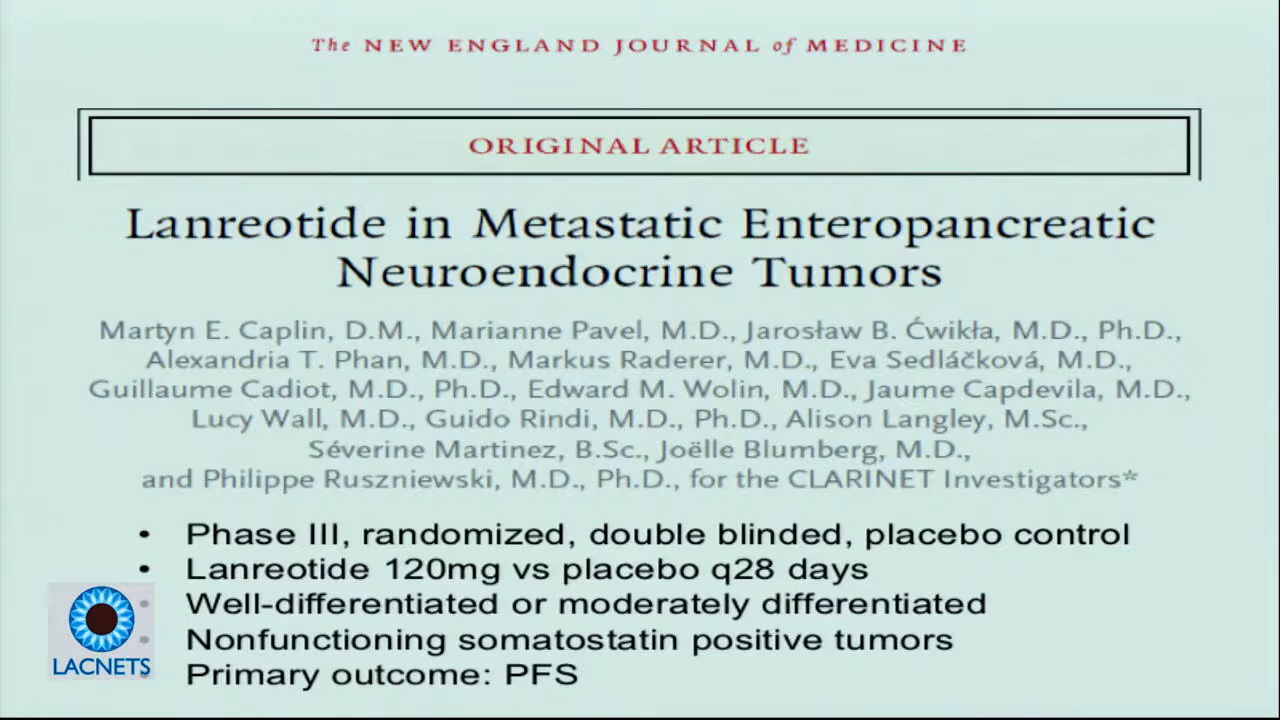 The NEW ENGLAND JOURNAL of MEDICINE
ORIGINAL ARTICLE
Lanreotide in Metastatic Enteropancreatic
Neuroendocrine Tumors
Martyn E. Caplin, D.M., Marianne Pavel, M.D., Jarosław B. Ćwikła, M.D., Ph.D.,
Alexandria T. Phan, M.D., Markus Raderer, M.D., Eva Sedláčková, M.D.,
Guillaume Cadiot, M.D., Ph.D., Edward M. Wolin, M.D., Jaume Capdevila, M.D.,
Lucy Wall, M.D., Guido Rindi, M.D., Ph.D., Alison Langley, M.Sc.,
Séverine Martinez, B.Sc., Joëlle Blumberg, M.D.,
and Philippe Ruszniewski, M.D., Ph.D., for the CLARINET Investigators*
• Phase III, randomized, double blinded, placebo control
• Lanreotide 120mg vs placebo q28 days
• Well-differentiated or moderately differentiated
• Nonfunctioning somatostatin positive tumors
• Primary outcome: PFS
LACNETS